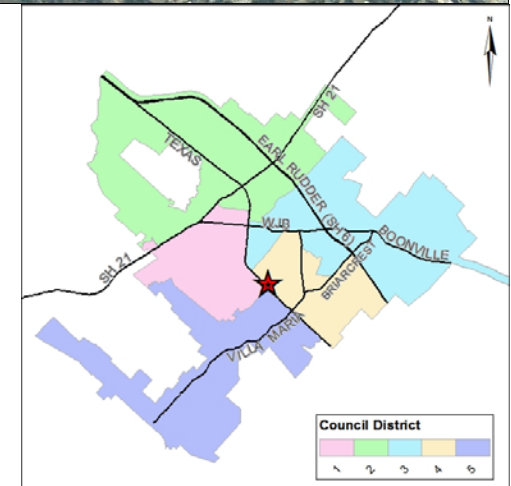 N
SH 21
TEXAS
EARL RUDDER (SH 6)
WJB
BOONVILLE
SH 21
BRIARCREST
VILLA MARIA
Council District
1 2 3 4 5